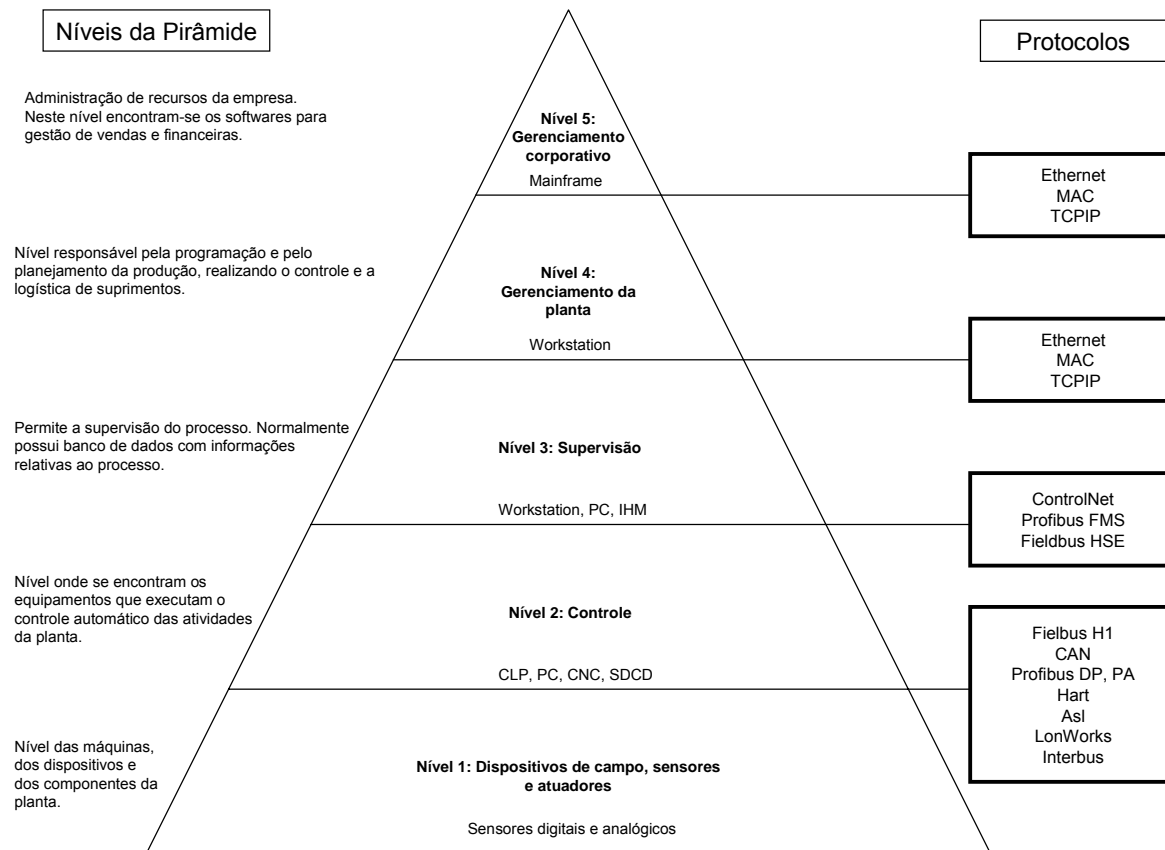 Níveis da Pirâmide
Protocolos
Administração de recursos da empresa.
Neste nível encontram-se os softwares para
gestão de vendas e financeiras.
Nível 5:
Gerenciamento
corporativo
Mainframe
Ethernet
MAC
TCPIP
Nível responsável pela programação e pelo
planejamento da produção, realizando o controle e a
logística de suprimentos.
Nível 4:
Gerenciamento da
planta
Workstation
Ethernet
MAC
TCPIP
Permite a supervisão do processo. Normalmente
possui banco de dados com informações
relativas ao processo.
Nível 3: Supervisão
Workstation, PC, IHM
ControlNet
Profibus FMS
Fieldbus HSE
Nível onde se encontram os
equipamentos que executam o
controle automático das atividades
da planta.
Nível 2: Controle
CLP, PC, CNC, SDCD
Fielbus H1
CAN
Profibus DP, PA
Hart
AsI
LonWorks
Interbus
Nível das máquinas,
dos dispositivos e
dos componentes da
planta.
Nível 1: Dispositivos de campo, sensores
e atuadores
Sensores digitais e analógicos